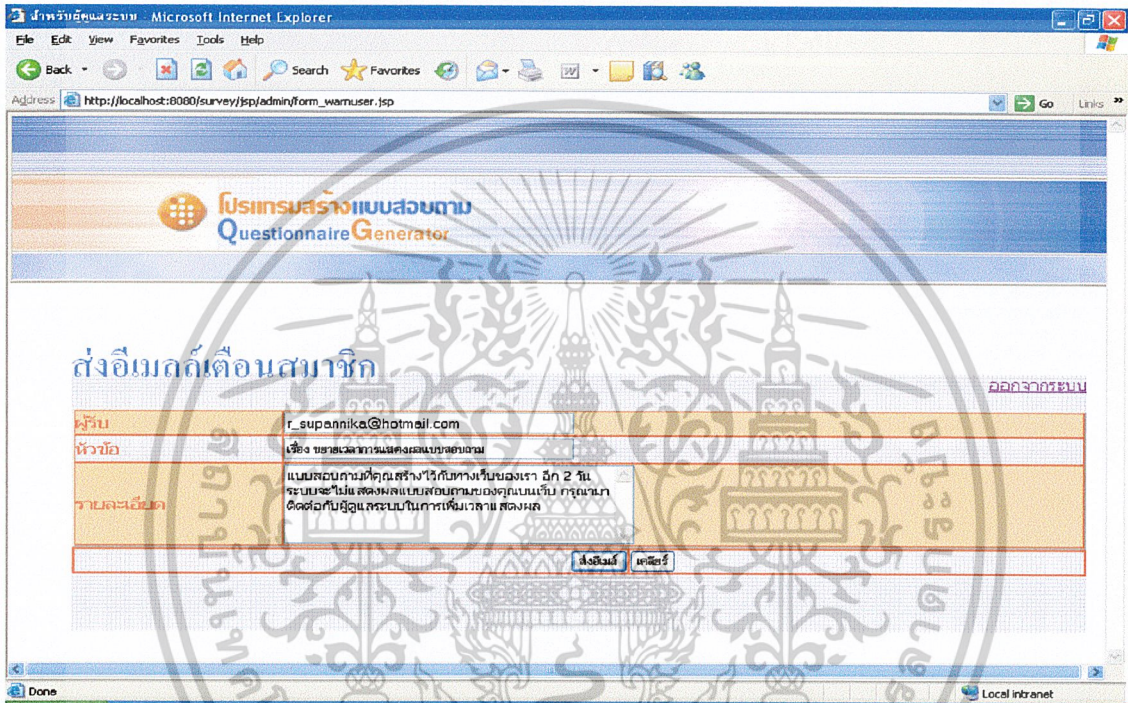 สำหรับผู้ดูแลระบบ - Microsoft Internet Explorer
File Edit View Favorites Tools Help
Back Search Favorites
Address http://localhost:8080/survey/jsp/admin/form_warnuser.jsp Go Links »
โปรแกรมสร้างแบบสอบถาม
QuestionnaireGenerator
ส่งอีเมลล์เตือนสมาชิก
ออกจากระบบ
ผู้รับ r_supannika@hotmail.com
หัวข้อ เรื่อง ขยายเวลาการแสดงผลแบบสอบถาม
รายละเอียด
แบบสอบถามที่คุณสร้างไว้กับทางเว็บของเรา อีก 2 วัน
ระบบจะไม่แสดงผลแบบสอบถามของคุณบนเว็บ กรุณามา
ติดต่อกับผู้ดูแลระบบในการเพิ่มเวลาแสดงผล
ส่งอีเมล์ เคลียร์
Done Local intranet